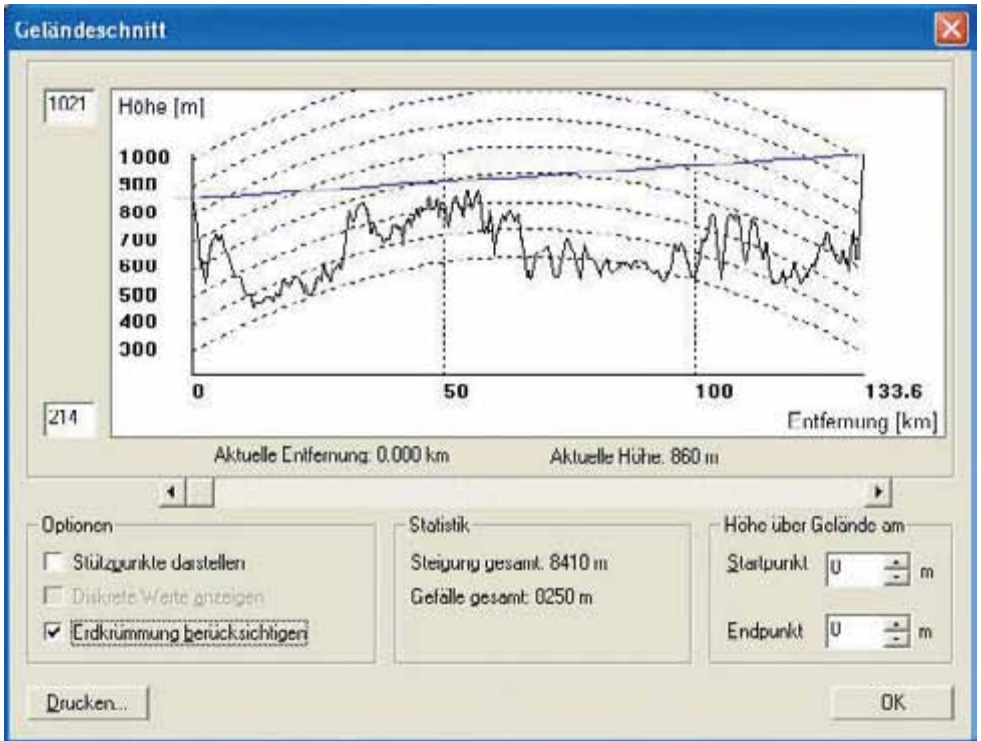 Geländeschnitt
1021
Höhe [m]
1000
900
800
700
600
500
400
300
0 50 100 133.6
214
Entfernung [km]
Aktuelle Entfernung: 0.000 km Aktuelle Höhe: 860 m
Optionen
Stützpunkte darstellen
Diskrete Werte anzeigen
Erdkrümmung berücksichtigen
Statistik
Steigung gesamt: 8410 m
Gefälle gesamt: 0250 m
Höhe über Gelände am
Startpunkt 0 m
Endpunkt 0 m
Drucken...
OK